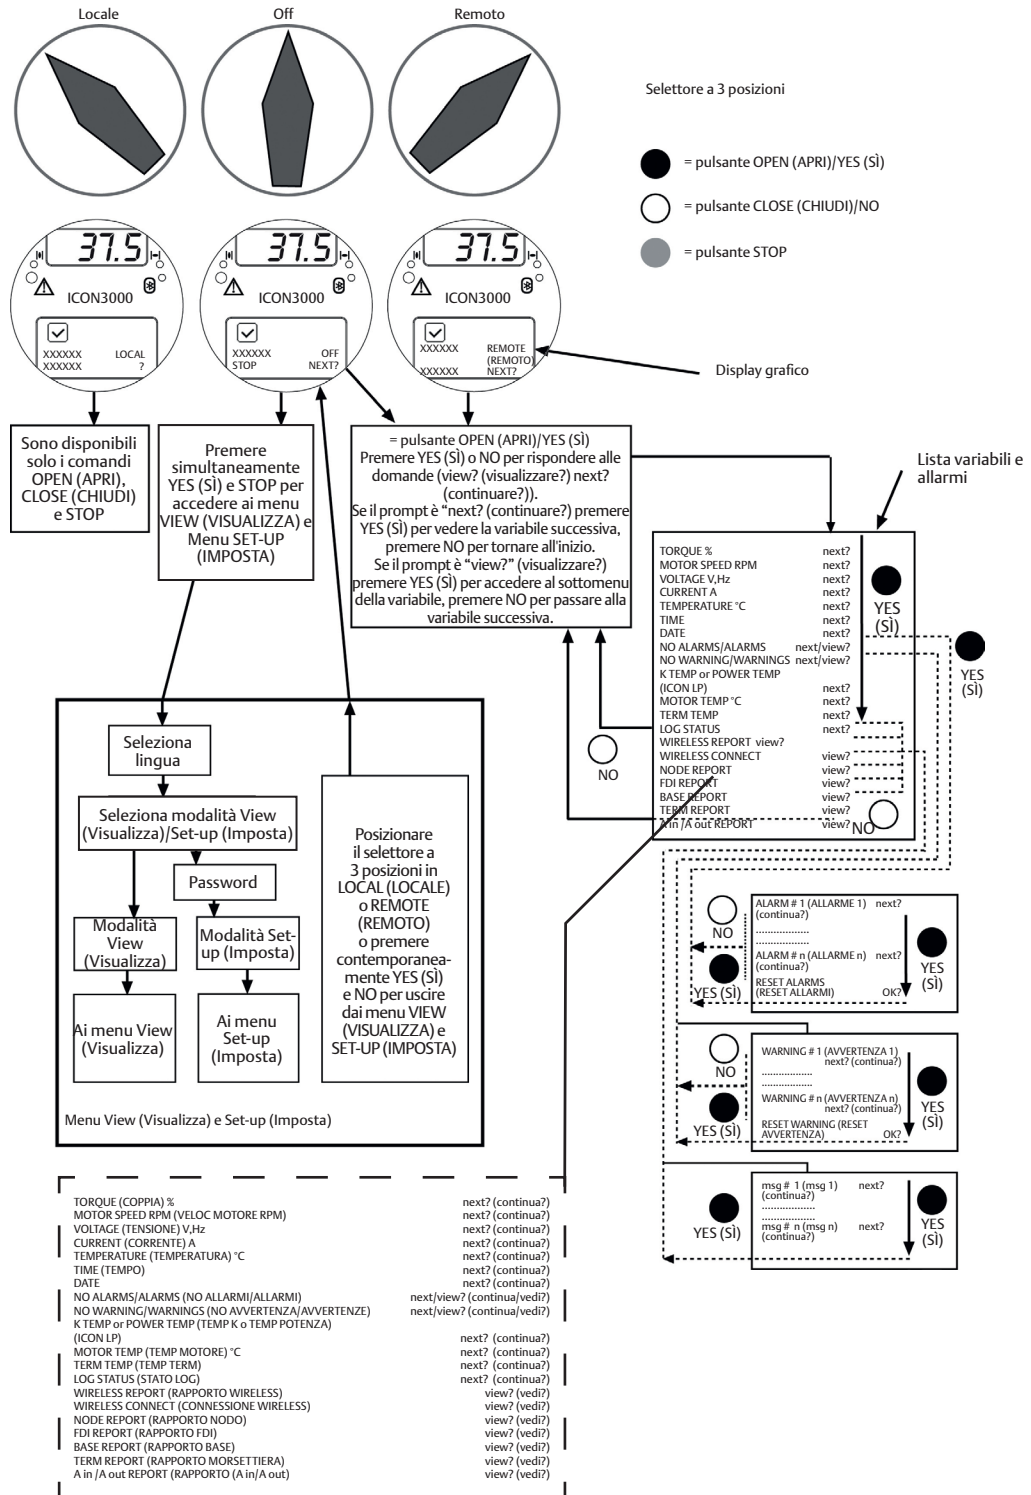 Locale
Off
Remoto
Selettore a 3 posizioni
= pulsante OPEN (APRI)/YES (SÌ)
= pulsante CLOSE (CHIUDI)/NO
= pulsante STOP
37.5
ICON3000
XXXXXX LOCAL
XXXXXX ?
37.5
ICON3000
XXXXXX OFF
STOP NEXT?
37.5
ICON3000
XXXXXX REMOTE
(REMOTO)
XXXXXX NEXT?
Display grafico
Sono disponibili
solo i comandi
OPEN (APRI),
CLOSE (CHIUDI)
e STOP
Premere
simultaneamente
YES (SÌ) e STOP per
accedere ai menu
VIEW (VISUALIZZA) e
Menu SET-UP
(IMPOSTA)
= pulsante OPEN (APRI)/YES (SÌ)
Premere YES (SÌ) o NO per rispondere alle
domande (view? (visualizzare?) next?
(continuare?)).
Se il prompt è “next? (continuare?) premere
YES (SÌ) per vedere la variabile successiva,
premere NO per tornare all'inizio.
Se il prompt è “view?” (visualizzare?)
premere YES (SÌ) per accedere al sottomenu
della variabile, premere NO per passare alla
variabile successiva.
Lista variabili e
allarmi
TORQUE % next?
MOTOR SPEED RPM next?
VOLTAGE V,Hz next?
CURRENT A next?
TEMPERATURE °C next?
TIME next?
DATE next?
NO ALARMS/ALARMS next/view?
NO WARNING/WARNINGS next/view?
K TEMP or POWER TEMP
(ICON LP) next?
MOTOR TEMP °C next?
TERM TEMP next?
LOG STATUS next?
WIRELESS REPORT view?
WIRELESS CONNECT view?
NODE REPORT view?
FDI REPORT view?
BASE REPORT view?
TERM REPORT view?
A in /A out REPORT view?
YES
(SÌ)
YES
(SÌ)
NO
NO
Seleziona
lingua
Seleziona modalità View
(Visualizza)/Set-up (Imposta)
Password
Modalità
View
(Visualizza)
Modalità Set-
up (Imposta)
Ai menu View
(Visualizza)
Ai menu
Set-up
(Imposta)
Posizionare
il selettore a
3 posizioni in
LOCAL (LOCALE)
o REMOTE
(REMOTO)
o premere
contemporanea-
mente YES (SÌ)
e NO per uscire
dai menu VIEW
(VISUALIZZA) e
SET-UP (IMPOSTA)
Menu View (Visualizza) e Set-up (Imposta)
NO
YES (SÌ)
ALARM # 1 (ALLARME 1) next?
(continua?)
..................
..................
ALARM # n (ALLARME n) next?
(continua?)
RESET ALARMS
(RESET ALLARMI) OK?
YES
(SÌ)
NO
YES (SÌ)
WARNING # 1 (AVVERTENZA 1)
next? (continua?)
..................
..................
WARNING # n (AVVERTENZA n)
next? (continua?)
RESET WARNING (RESET
AVVERTENZA) OK?
YES
(SÌ)
YES (SÌ)
msg # 1 (msg 1) next?
(continua?)
..................
..................
msg # n (msg n) next?
(continua?)
YES
(SÌ)
TORQUE (COPPIA) % next? (continua?)
MOTOR SPEED RPM (VELOC MOTORE RPM) next? (continua?)
VOLTAGE (TENSIONE) V,Hz next? (continua?)
CURRENT (CORRENTE) A next? (continua?)
TEMPERATURE (TEMPERATURA) °C next? (continua?)
TIME (TEMPO) next? (continua?)
DATE next? (continua?)
NO ALARMS/ALARMS (NO ALLARMI/ALLARMI) next/view? (continua/vedi?)
NO WARNING/WARNINGS (NO AVVERTENZA/AVVERTENZE) next/view? (continua/vedi?)
K TEMP or POWER TEMP (TEMP K o TEMP POTENZA)
(ICON LP) next? (continua?)
MOTOR TEMP (TEMP MOTORE) °C next? (continua?)
TERM TEMP (TEMP TERM) next? (continua?)
LOG STATUS (STATO LOG) next? (continua?)
WIRELESS REPORT (RAPPORTO WIRELESS) view? (vedi?)
WIRELESS CONNECT (CONNESSIONE WIRELESS) view? (vedi?)
NODE REPORT (RAPPORTO NODO) view? (vedi?)
FDI REPORT (RAPPORTO FDI) view? (vedi?)
BASE REPORT (RAPPORTO BASE) view? (vedi?)
TERM REPORT (RAPPORTO MORSETTIERA) view? (vedi?)
A in /A out REPORT (RAPPORTO (A in/A out) view? (vedi?)